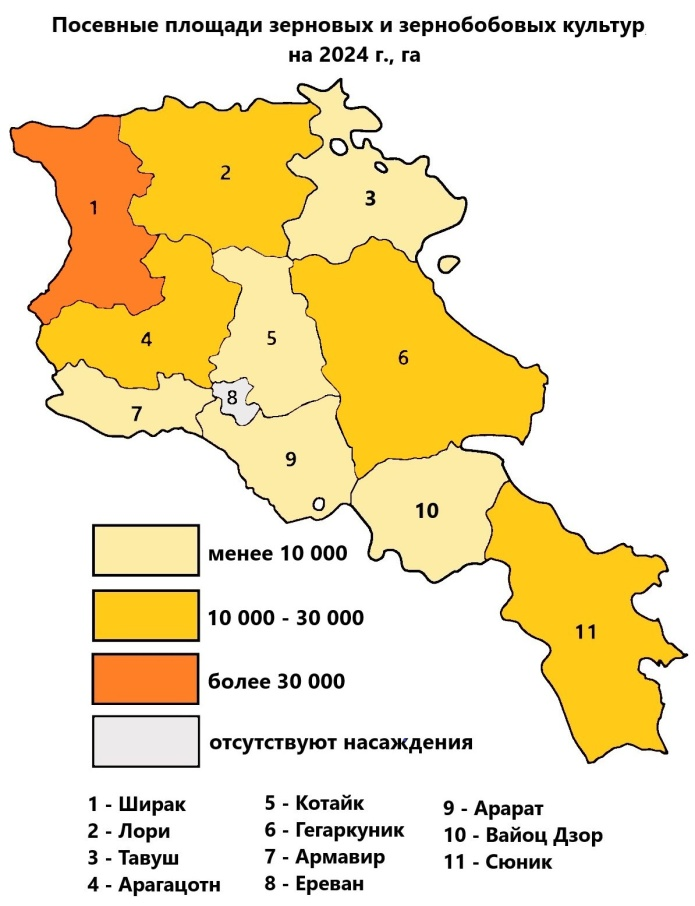 Посевные площади зерновых и зернобобовых культур
на 2024 г., га
1
2
3
4
5
6
7
8
9
10
11
менее 10 000
10 000 - 30 000
более 30 000
отсутствуют насаждения
1 - Ширак
2 - Лори
3 - Тавуш
4 - Арагацотн
5 - Котайк
6 - Гегаркуник
7 - Армавир
8 - Ереван
9 - Арарат
10 - Вайоц Дзор
11 - Сюник